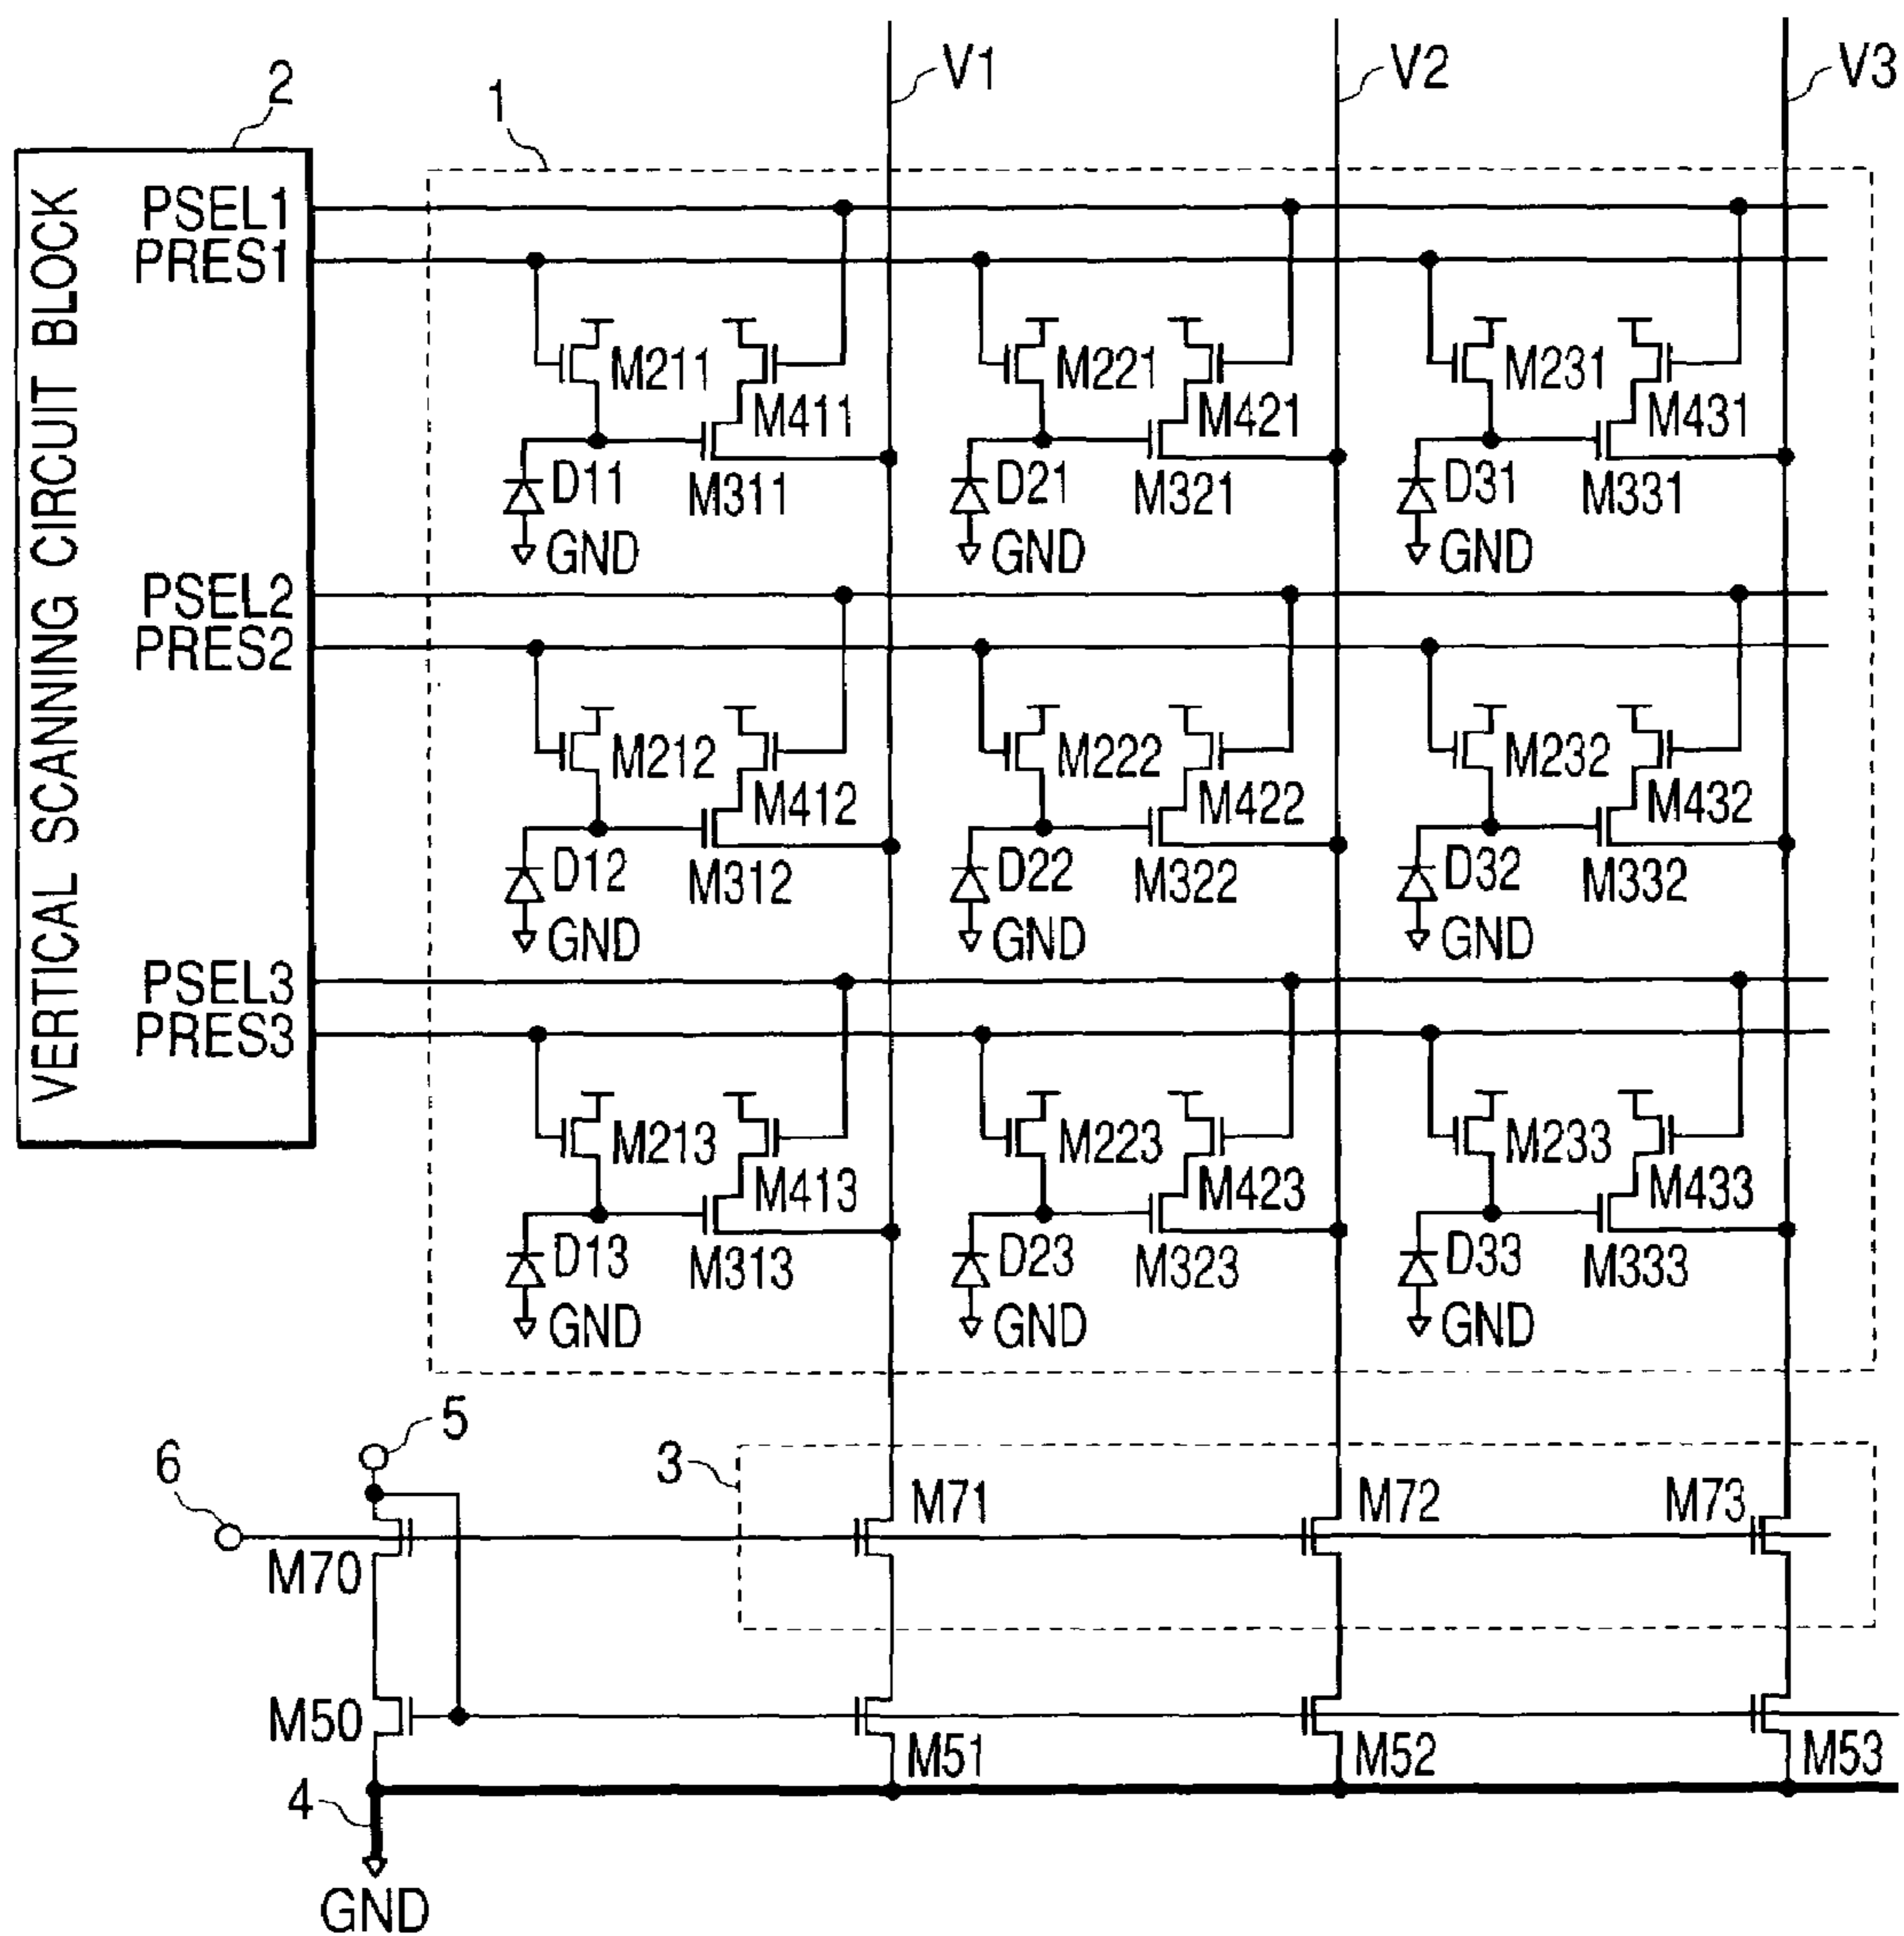 V1
V2
V3
2
1
VERTICAL SCANNING CIRCUIT BLOCK
PSEL1
PRES1
M211
M411
M221
M421
M231
M431
D11
M311
D21
M321
D31
M331
GND
GND
GND
PSEL2
PRES2
M212
M412
M222
M422
M232
M432
D12
M312
D22
M322
D32
M332
GND
GND
GND
PSEL3
PRES3
M213
M413
M223
M423
M233
M433
D13
M313
D23
M323
D33
M333
GND
GND
GND
5
6
3
M71
M72
M73
M70
M50
M51
M52
M53
4
GND